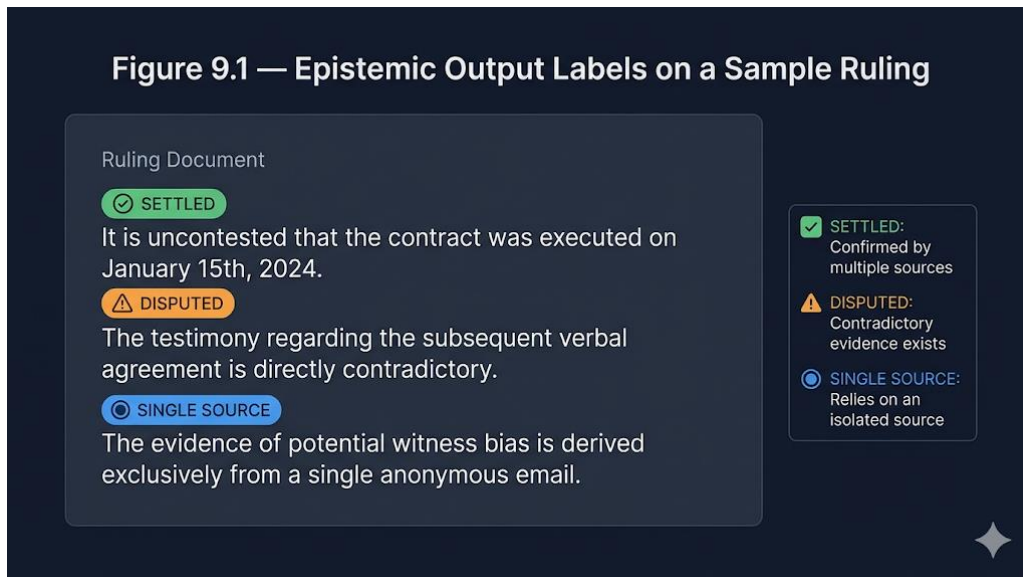 Figure 9.1 — Epistemic Output Labels on a Sample Ruling
Ruling Document
SETTLED
It is uncontested that the contract was executed on
January 15th, 2024.
DISPUTED
The testimony regarding the subsequent verbal
agreement is directly contradictory.
SINGLE SOURCE
The evidence of potential witness bias is derived
exclusively from a single anonymous email.
SETTLED:
Confirmed by
multiple sources
DISPUTED:
Contradictory
evidence exists
SINGLE SOURCE:
Relies on an
isolated source